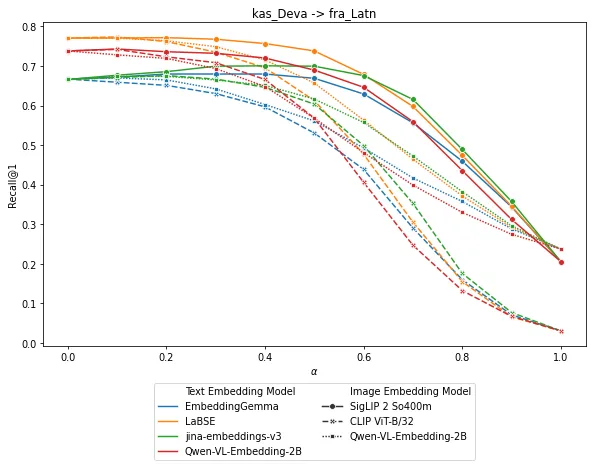 kas_Deva -> fra_Latn
Recall@1
0.8
0.7
0.6
0.5
0.4
0.3
0.2
0.1
0.0
0.0 0.2 0.4 0.6 0.8 1.0
α
Text Embedding Model Image Embedding Model
EmbeddingGemma SigLIP 2 So400m
LaBSE CLIP ViT-B/32
jina-embeddings-v3 Qwen-VL-Embedding-2B
Qwen-VL-Embedding-2B